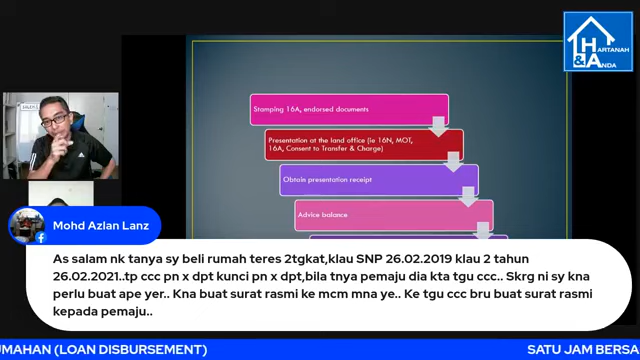 H
ARTANAH
&A
NDA
Stamping 16A, endorsed documents
Presentation at the land office (ie 16N, MOT,
16A, Consent to Transfer & Charge)
Obtain presentation receipt
Advice balance
Mohd Azlan Lanz
As salam nk tanya sy beli rumah teres 2tgkat,klau SNP 26.02.2019 klau 2 tahun
26.02.2021..tp ccc pn x dpt kunci pn x dpt,bila tnya pemaju dia kta tgu ccc.. Skrg ni sy kna
perlu buat ape yer.. Kna buat surat rasmi ke mcm mna ye.. Ke tgu ccc bru buat surat rasmi
kepada pemaju..
UMAHAN (LOAN DISBURSEMENT)
SATU JAM BERSA